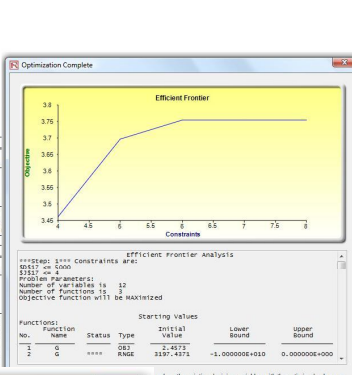 Optimization Complete
Efficient Frontier
3.8
3.75
3.7
3.65
3.6
3.55
3.5
3.45
Objective
4 4.5 5 5.5 6 6.5 7 7.5 8
Constraints
Efficient Frontier Analysis
***Step: 1*** Constraints are:
$D$17 <= 5000
$J$17 <= 4
Problem Parameters:
Number of variables is 12
Number of functions is 3
Objective function will be MAXimized
Starting Values
Functions:
Function Initial Lower Upper
No. Name Status Type Value Bound Bound
1 G OBJ 2.4573
2 G **** RNGE 3197.4371 -1.000000E+010 0.000000E+000